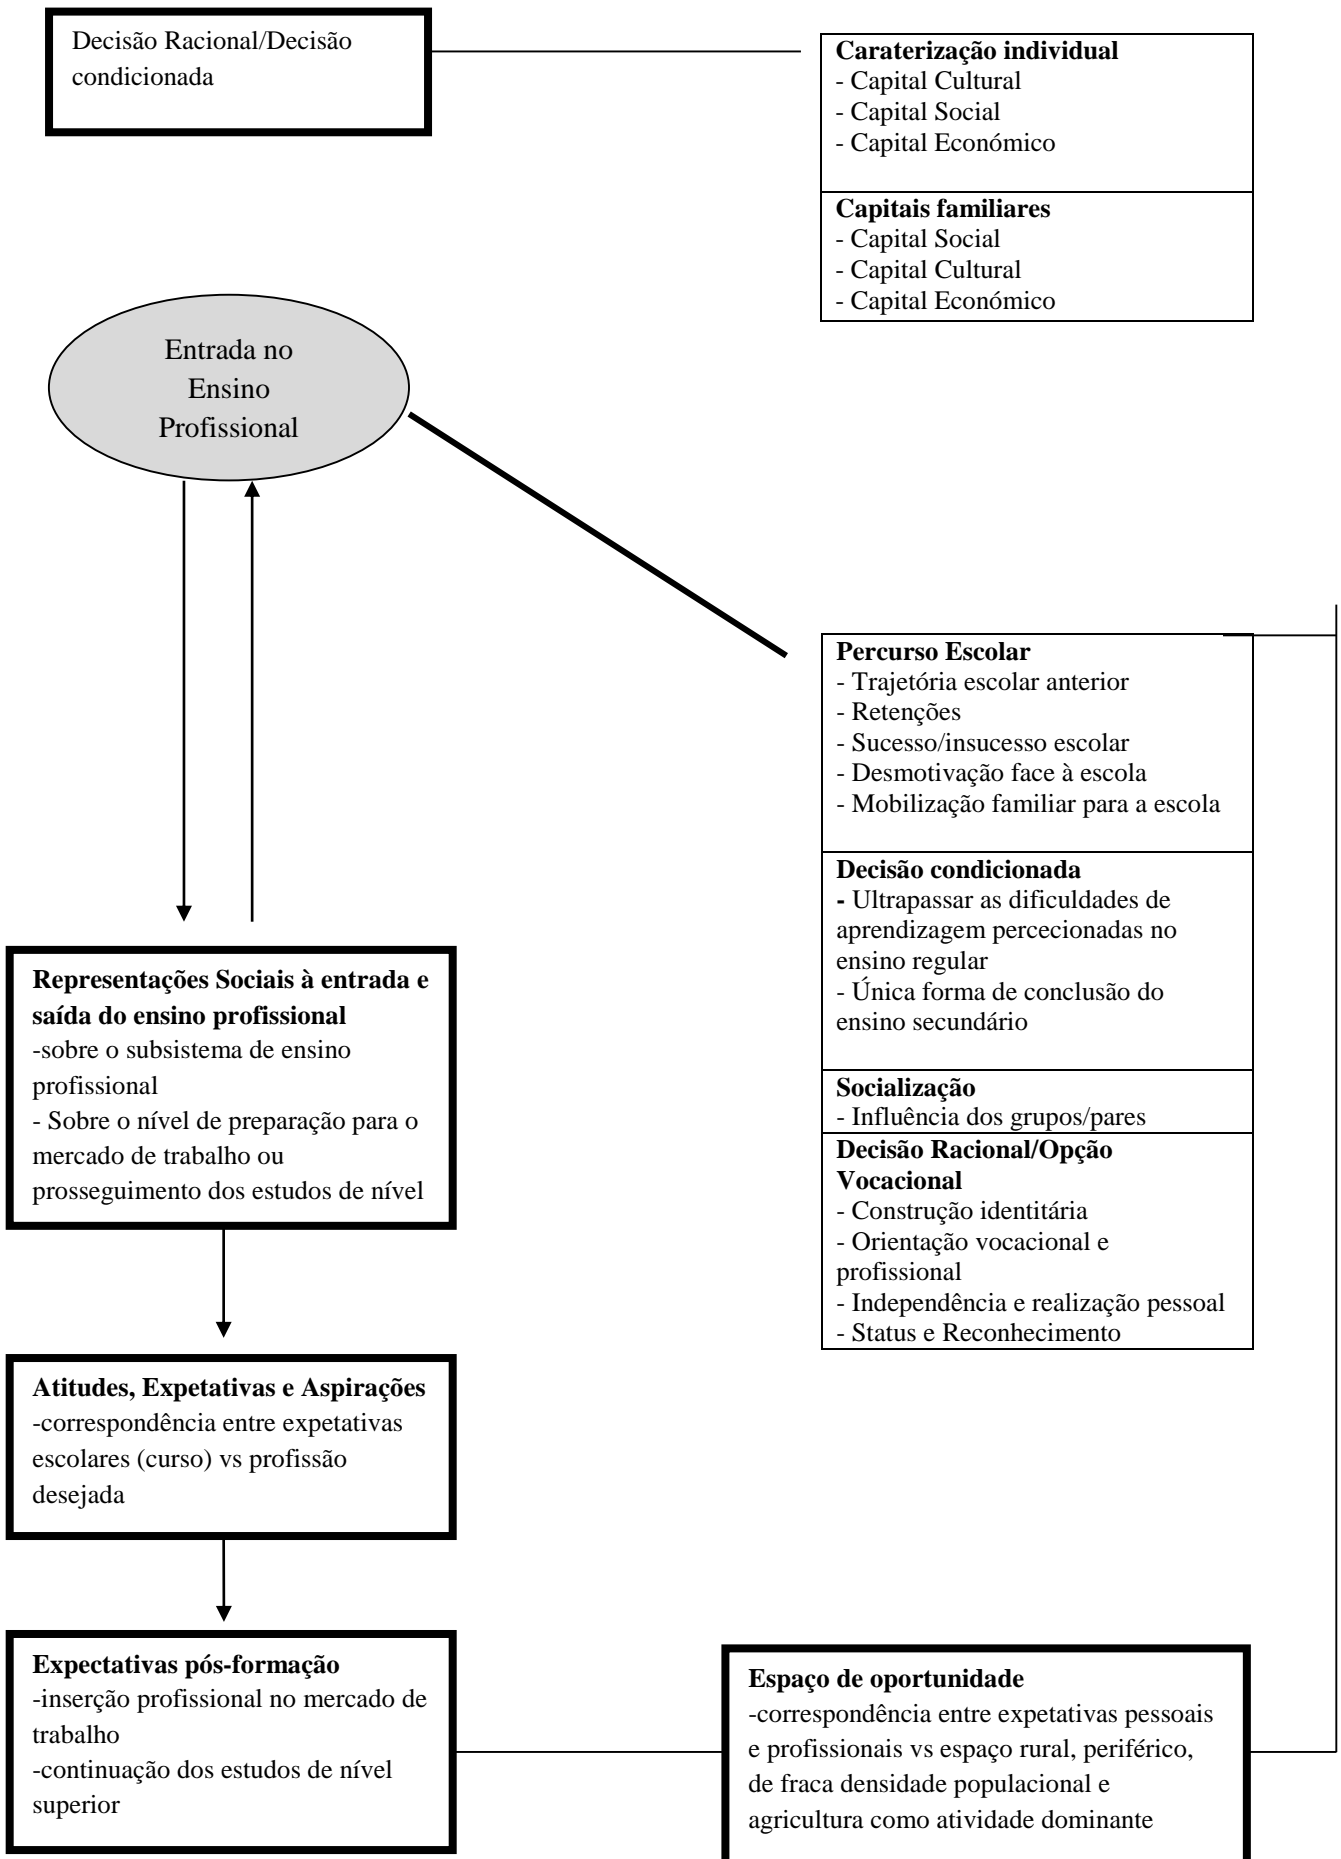 Decisão Racional/Decisão
condicionada
Caraterização individual
- Capital Cultural
- Capital Social
- Capital Económico
Capitais familiares
- Capital Social
- Capital Cultural
- Capital Económico
Entrada no
Ensino
Profissional
Percurso Escolar
- Trajetória escolar anterior
- Retenções
- Sucesso/insucesso escolar
- Desmotivação face à escola
- Mobilização familiar para a escola
Decisão condicionada
- Ultrapassar as dificuldades de
aprendizagem percecionadas no
ensino regular
- Única forma de conclusão do
ensino secundário
Socialização
- Influência dos grupos/pares
Decisão Racional/Opção
Vocacional
- Construção identitária
- Orientação vocacional e
profissional
- Independência e realização pessoal
- Status e Reconhecimento
Representações Sociais à entrada e
saída do ensino profissional
-sobre o subsistema de ensino
profissional
- Sobre o nível de preparação para o
mercado de trabalho ou
prosseguimento dos estudos de nível
Atitudes, Expetativas e Aspirações
-correspondência entre expetativas
escolares (curso) vs profissão
desejada
Expectativas pós-formação
-inserção profissional no mercado de
trabalho
-continuação dos estudos de nível
superior
Espaço de oportunidade
-correspondência entre expetativas pessoais
e profissionais vs espaço rural, periférico,
de fraca densidade populacional e
agricultura como atividade dominante